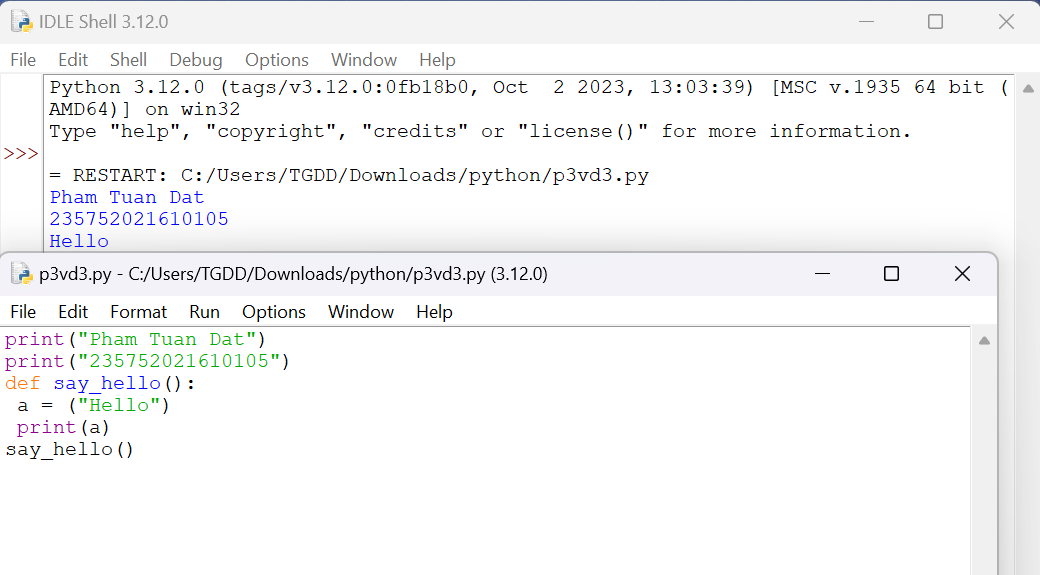 IDLE Shell 3.12.0
File Edit Shell Debug Options Window Help
Python 3.12.0 (tags/v3.12.0:0fb18b0, Oct  2 2023, 13:03:39) [MSC v.1935 64 bit (
AMD64)] on win32
Type "help", "copyright", "credits" or "license()" for more information.
>>>
= RESTART: C:/Users/TGDD/Downloads/python/p3vd3.py
Pham Tuan Dat
235752021610105
Hello
p3vd3.py - C:/Users/TGDD/Downloads/python/p3vd3.py (3.12.0)
File Edit Format Run Options Window Help
print("Pham Tuan Dat")
print("235752021610105")
def say_hello():
 a = ("Hello")
 print(a)
say_hello()